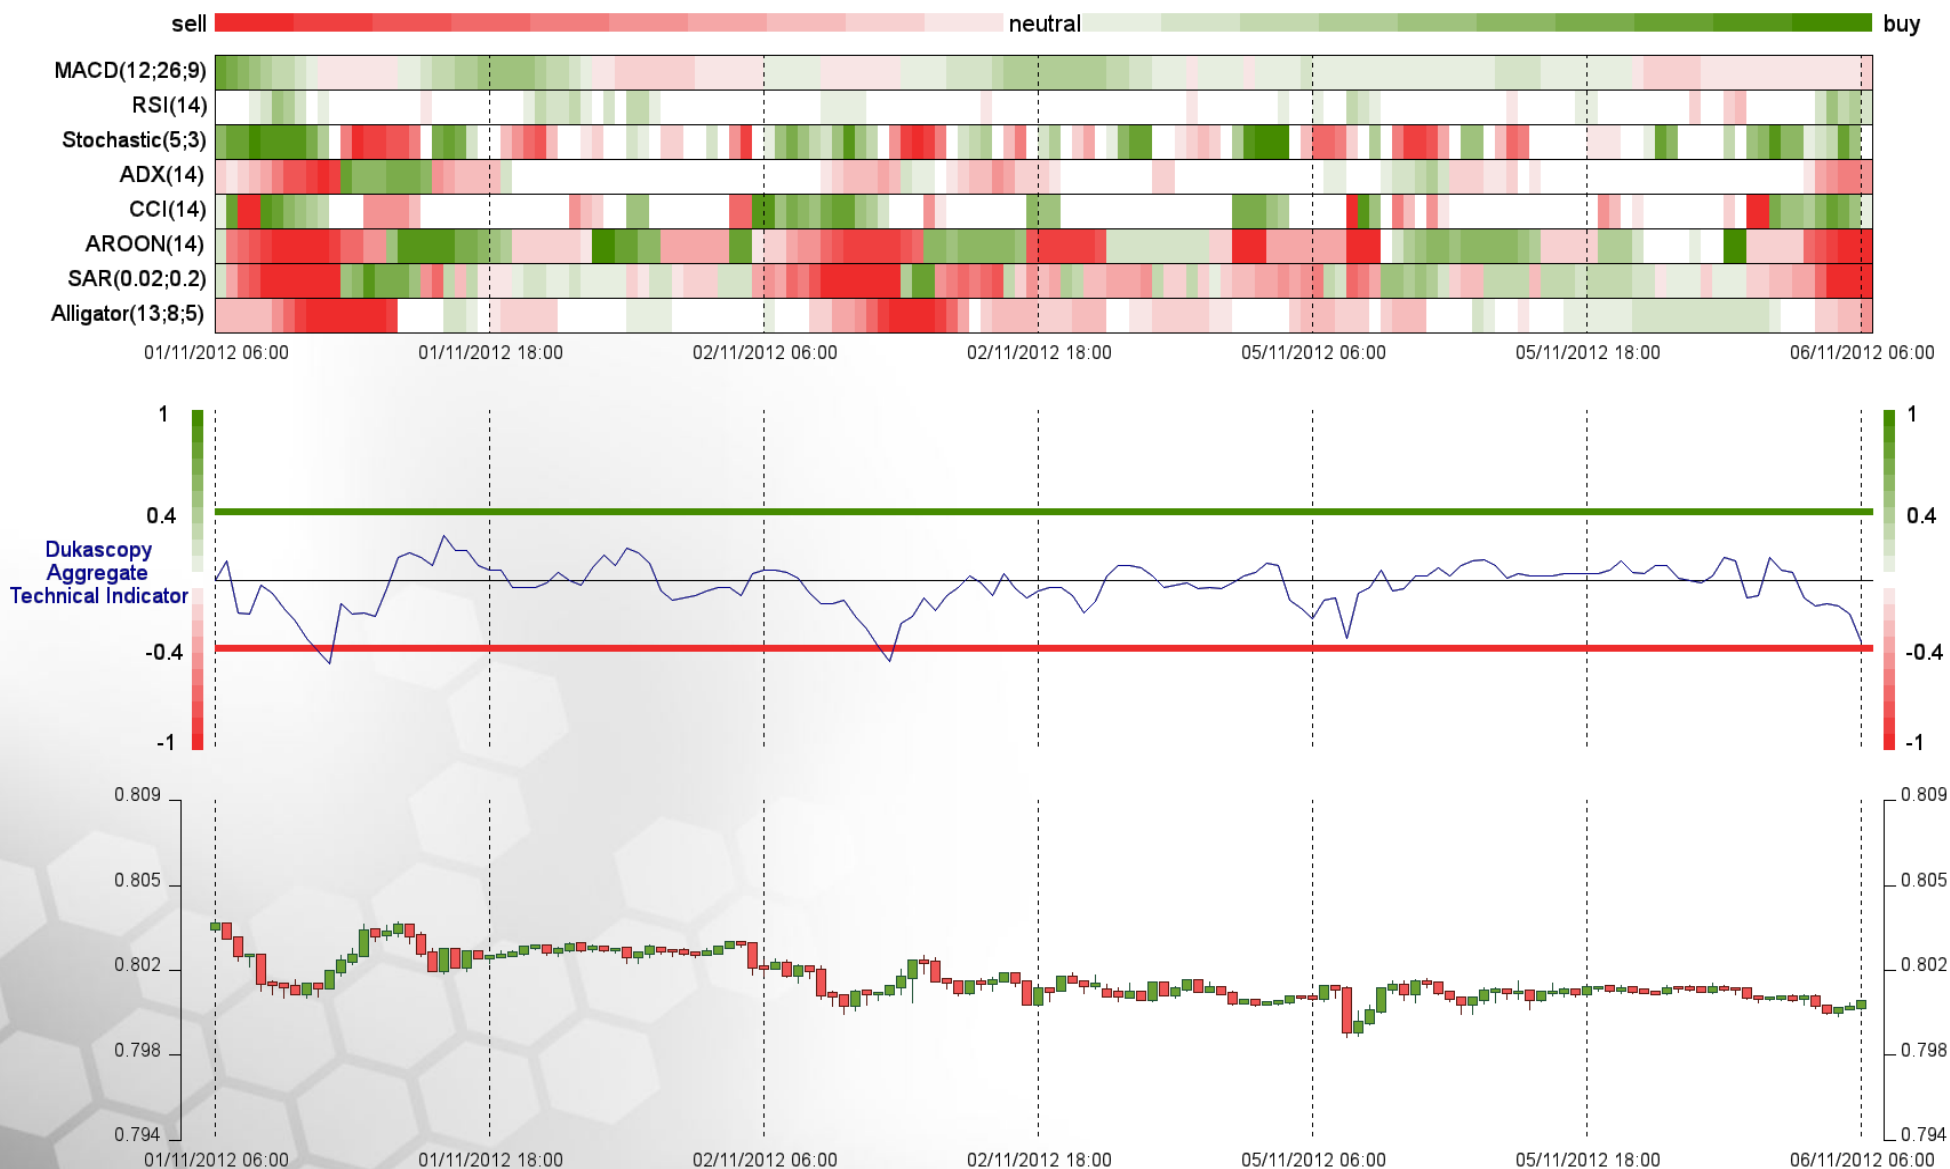 sell neutral buy
MACD(12;26;9)
RSI(14)
Stochastic(5;3)
ADX(14)
CCI(14)
AROON(14)
SAR(0.02;0.2)
Alligator(13;8;5)
01/11/2012 06:00 01/11/2012 18:00 02/11/2012 06:00 02/11/2012 18:00 05/11/2012 06:00 05/11/2012 18:00 06/11/2012 06:00
1 1
0.4 0.4
Dukascopy
Aggregate
Technical Indicator
-0.4 -0.4
-1 -1
0.809 0.809
0.805 0.805
0.802 0.802
0.798 0.798
0.794 0.794
01/11/2012 06:00 01/11/2012 18:00 02/11/2012 06:00 02/11/2012 18:00 05/11/2012 06:00 05/11/2012 18:00 06/11/2012 06:00